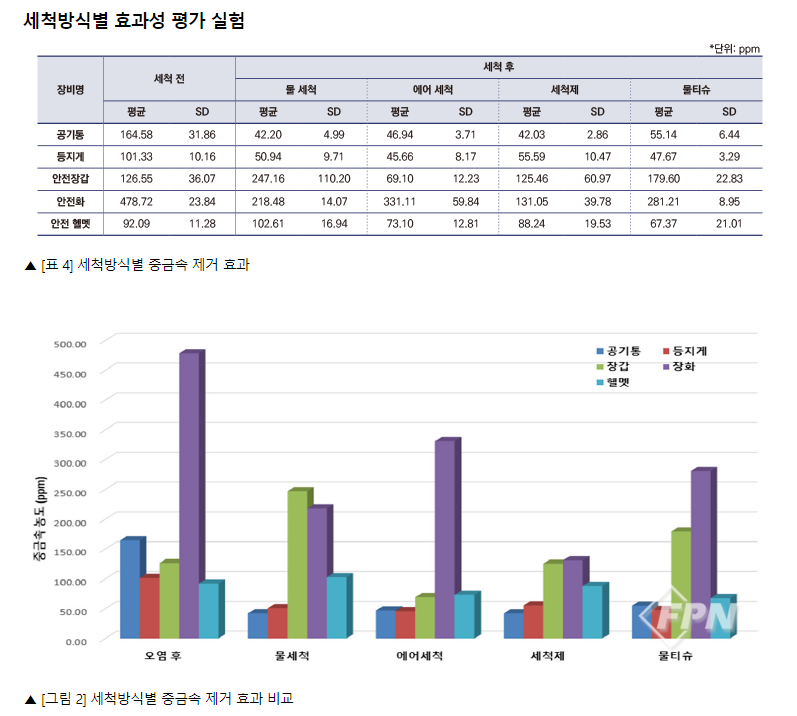 세척방식별 효과성 평가 실험
*단위: ppm
장비명 세척 전 세척 후
물 세척 에어 세척 세척제 물티슈
평균 SD 평균 SD 평균 SD 평균 SD 평균 SD
공기통 164.58 31.86 42.20 4.99 46.94 3.71 42.03 2.86 55.14 6.44
등지게 101.33 10.16 50.94 9.71 45.66 8.17 55.59 10.47 47.67 3.29
안전장갑 126.55 36.07 247.16 110.20 69.10 12.23 125.46 60.97 179.60 22.83
안전화 478.72 23.84 218.48 14.07 331.11 59.84 131.05 39.78 281.21 8.95
안전 헬멧 92.09 11.28 102.61 16.94 73.10 12.81 88.24 19.53 67.37 21.01
▲ [표 4] 세척방식별 중금속 제거 효과
중금속 농도 (ppm)
500.00
450.00
400.00
350.00
300.00
250.00
200.00
150.00
100.00
50.00
0.00
공기통 등지게
장갑 장화
헬멧
FPN
오염 후 물세척 에어세척 세척제 물티슈
▲ [그림 2] 세척방식별 중금속 제거 효과 비교